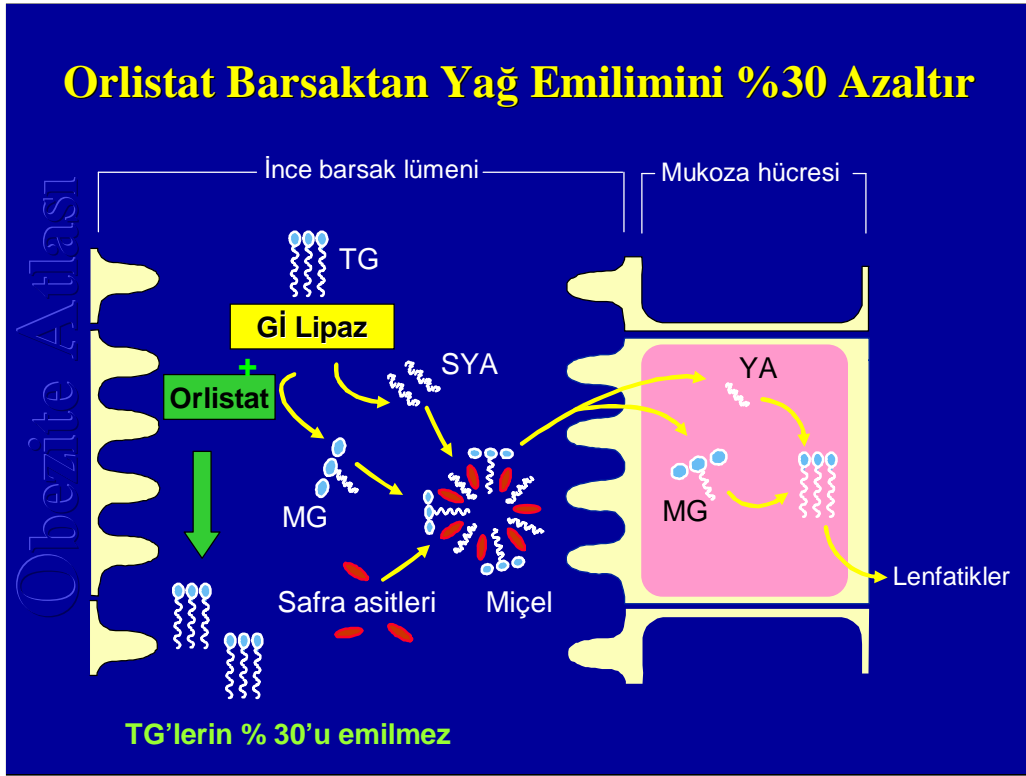 Orlistat Barsaktan Yağ Emilimini %30 Azaltır
İnce barsak lümeni
Mukoza hücresi
Obezite Atlası
TG
Gİ Lipaz
+
Orlistat
SYA
YA
MG
MG
Safra asitleri
Miçel
Lenfatikler
TG’lerin % 30’u emilmez